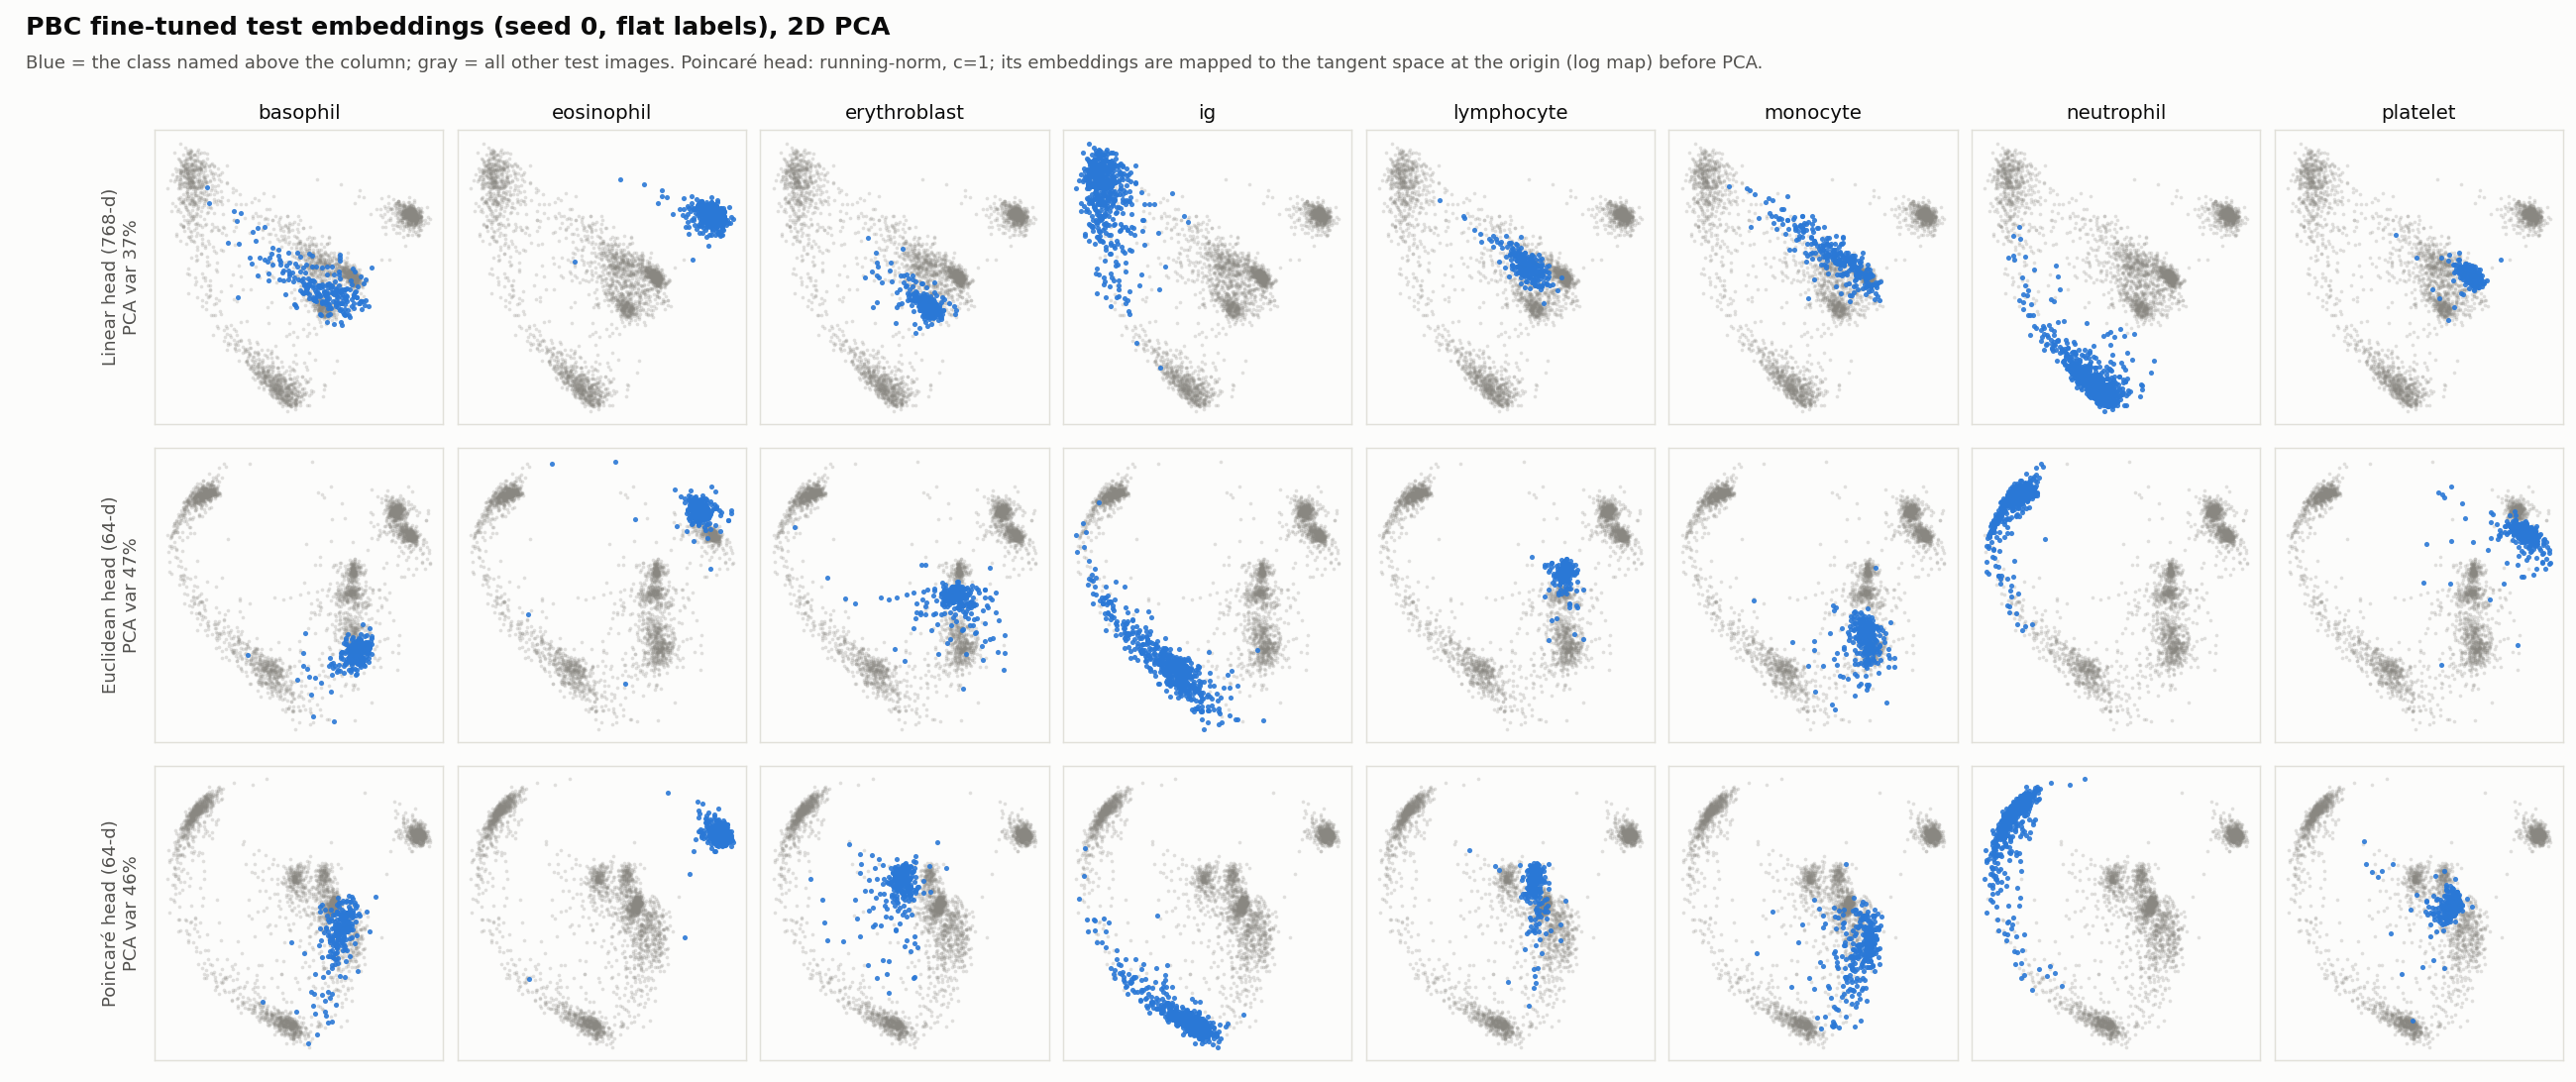 PBC fine-tuned test embeddings (seed 0, flat labels), 2D PCA
Blue = the class named above the column; gray = all other test images. Poincaré head: running-norm, c=1; its embeddings are mapped to the tangent space at the origin (log map) before PCA.
basophil
eosinophil
erythroblast
ig
lymphocyte
monocyte
neutrophil
platelet
Linear head (768-d)
PCA var 37%
Euclidean head (64-d)
PCA var 47%
Poincaré head (64-d)
PCA var 46%